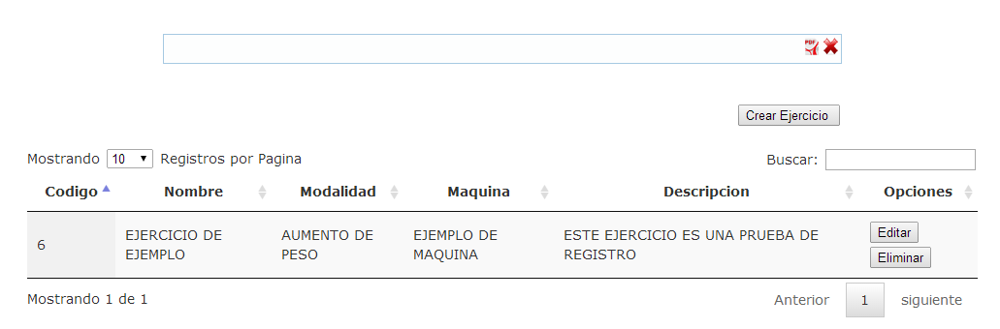 PDF
Crear Ejercicio
Mostrando 10 Registros por Pagina Buscar:
Codigo Nombre Modalidad Maquina Descripcion Opciones
6 EJERCICIO DE EJEMPLO AUMENTO DE PESO EJEMPLO DE MAQUINA ESTE EJERCICIO ES UNA PRUEBA DE REGISTRO Editar Eliminar
Mostrando 1 de 1 Anterior 1 siguiente